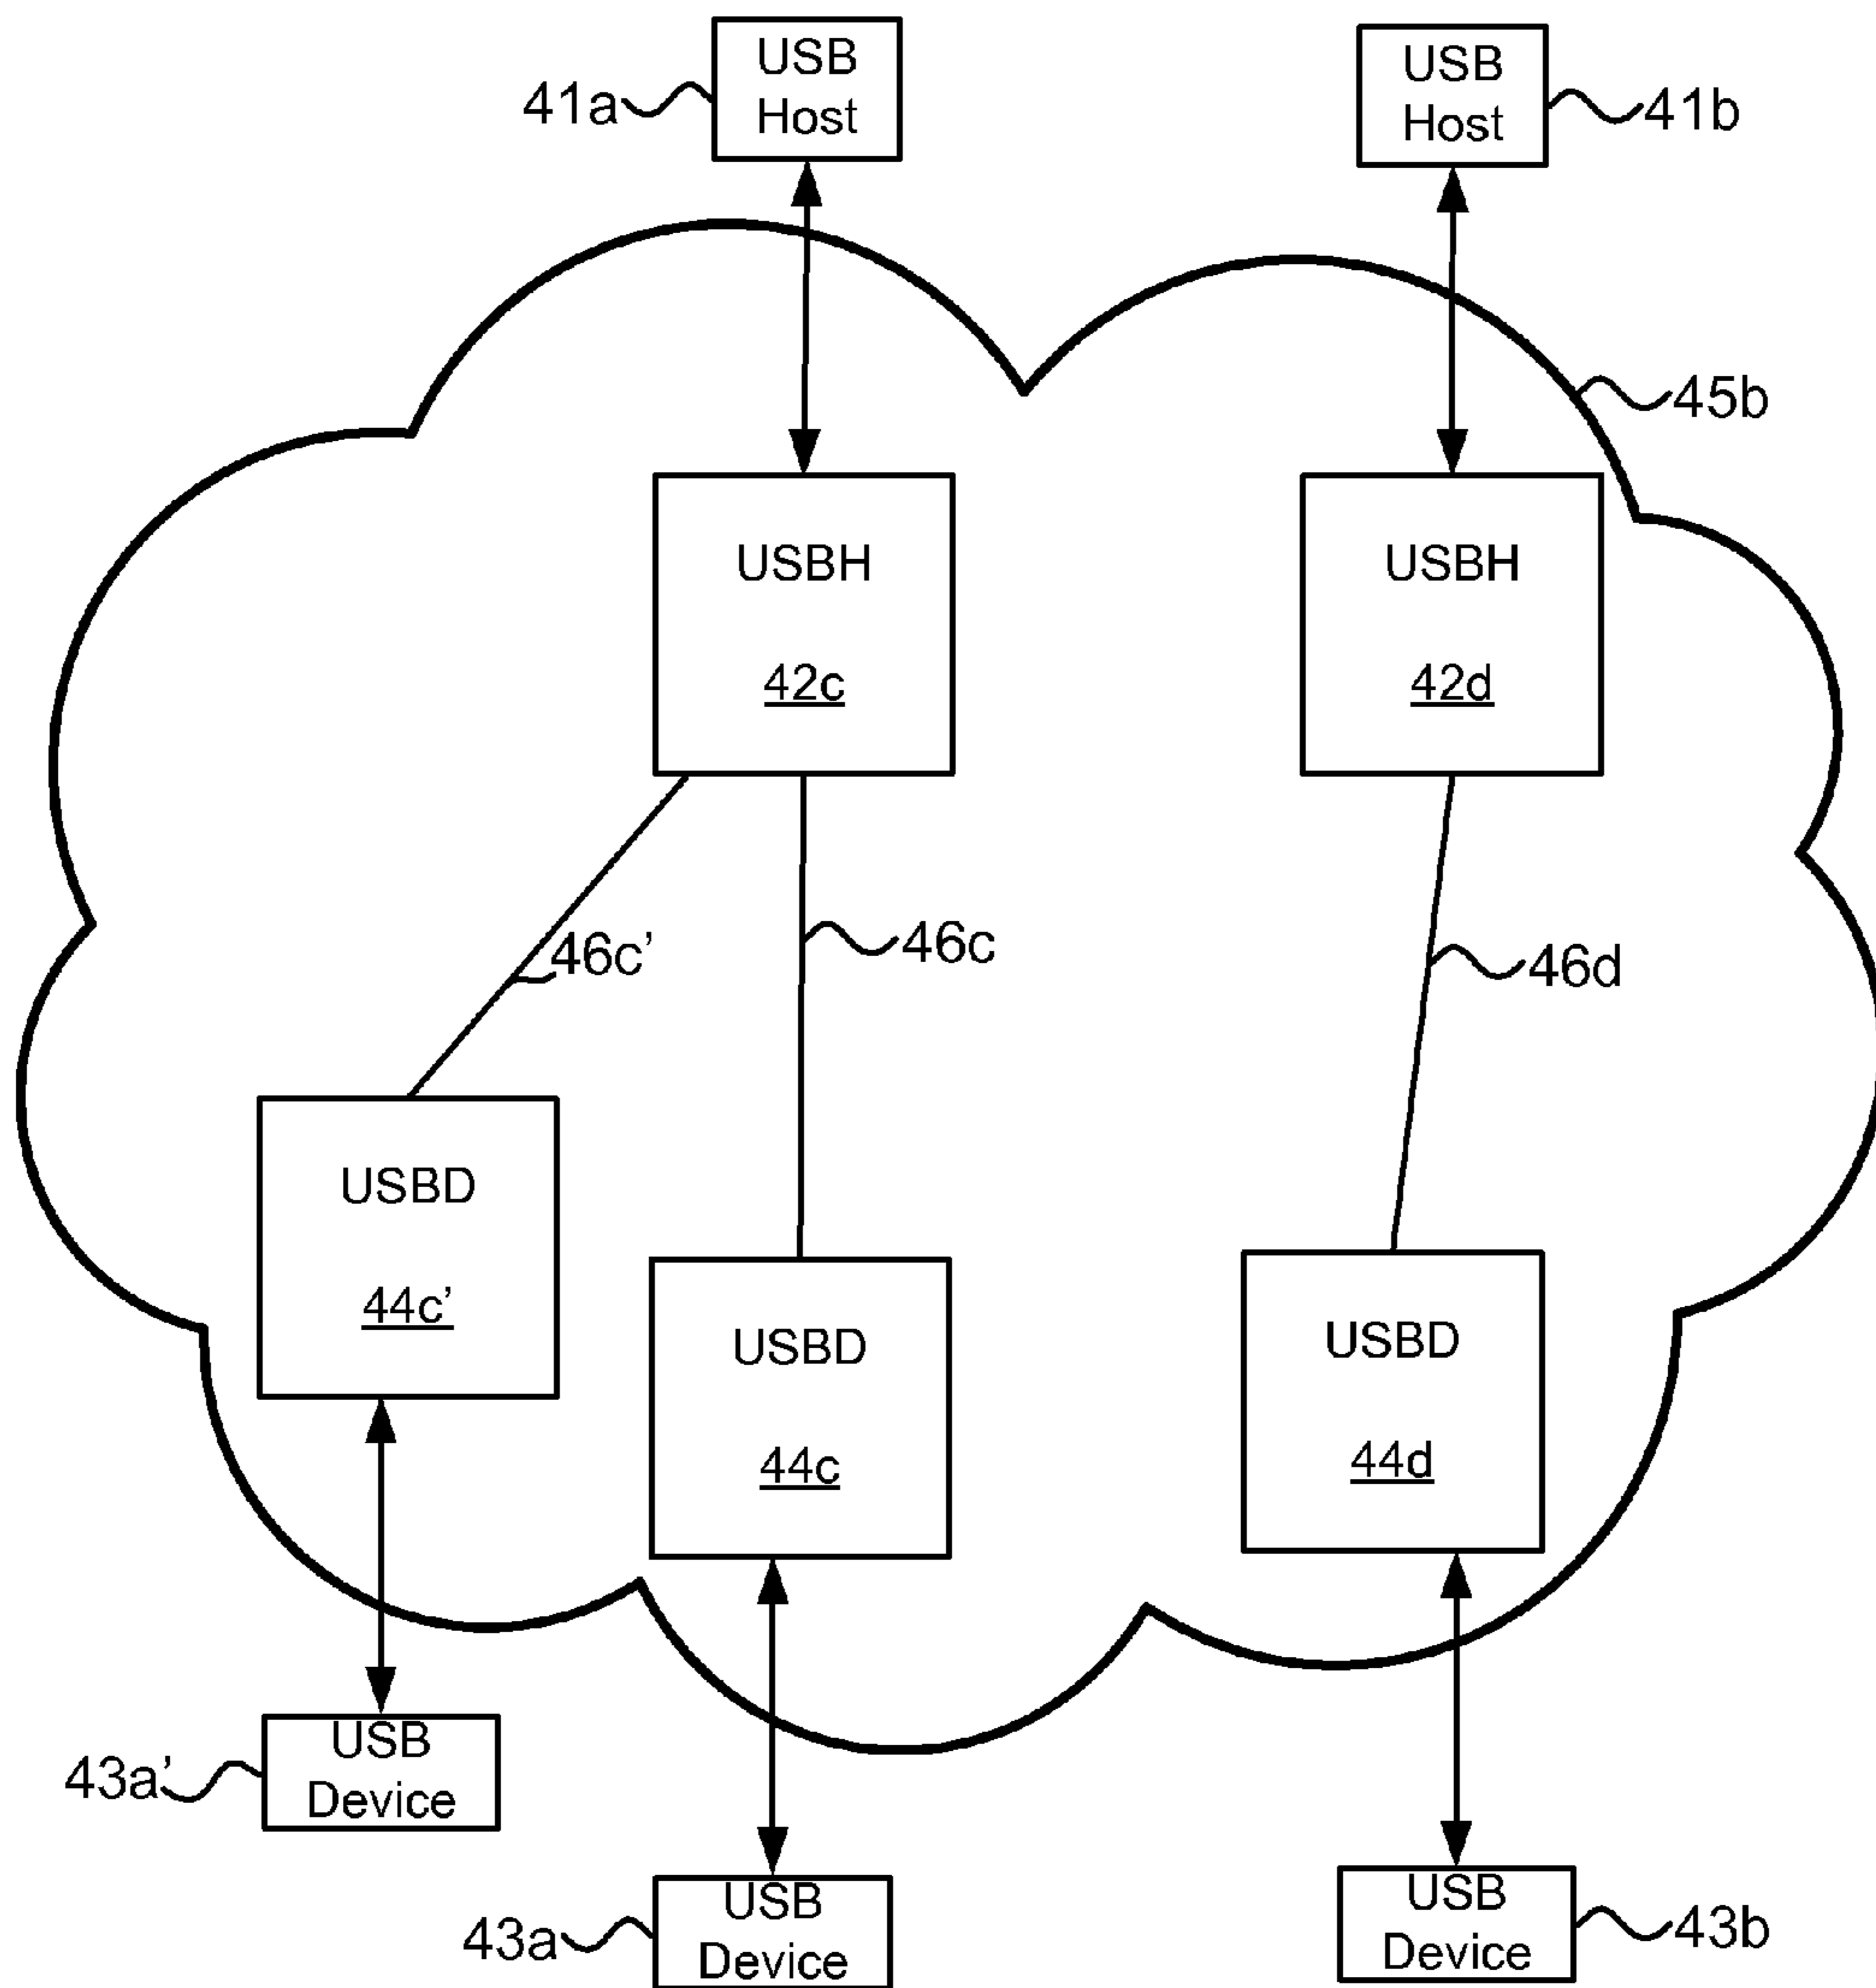 USB
Host
41a
USB
Host
41b
45b
USBH
42c
USBH
42d
46c’
46c
46d
USBD
44c’
USBD
44c
USBD
44d
43a’
USB
Device
43a
USB
Device
USB
Device
43b